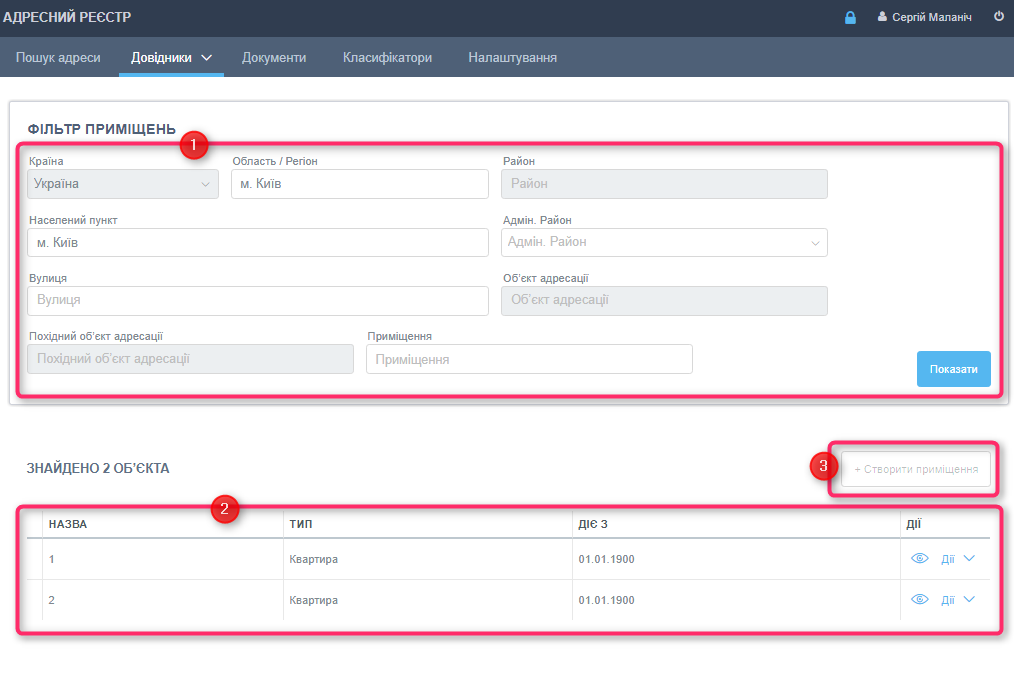 АДРЕСНИЙ РЕЄСТР
Сергій Маланіч
Пошук адреси Довідники Документи Класифікатори Налаштування
ФІЛЬТР ПРИМІЩЕНЬ
1
Країна Область / Регіон Район
Україна м. Київ Район
Населений пункт Адмін. Район
м. Київ Адмін. Район
Вулиця Об'єкт адресації
Вулиця Об'єкт адресації
Похідний об'єкт адресації Приміщення
Похідний об'єкт адресації Приміщення
Показати
ЗНАЙДЕНО 2 ОБ'ЄКТА
3
+ Створити приміщення
2
НАЗВА ТИП ДІЄ З ДІЇ
1 Квартира 01.01.1900 Дії
2 Квартира 01.01.1900 Дії